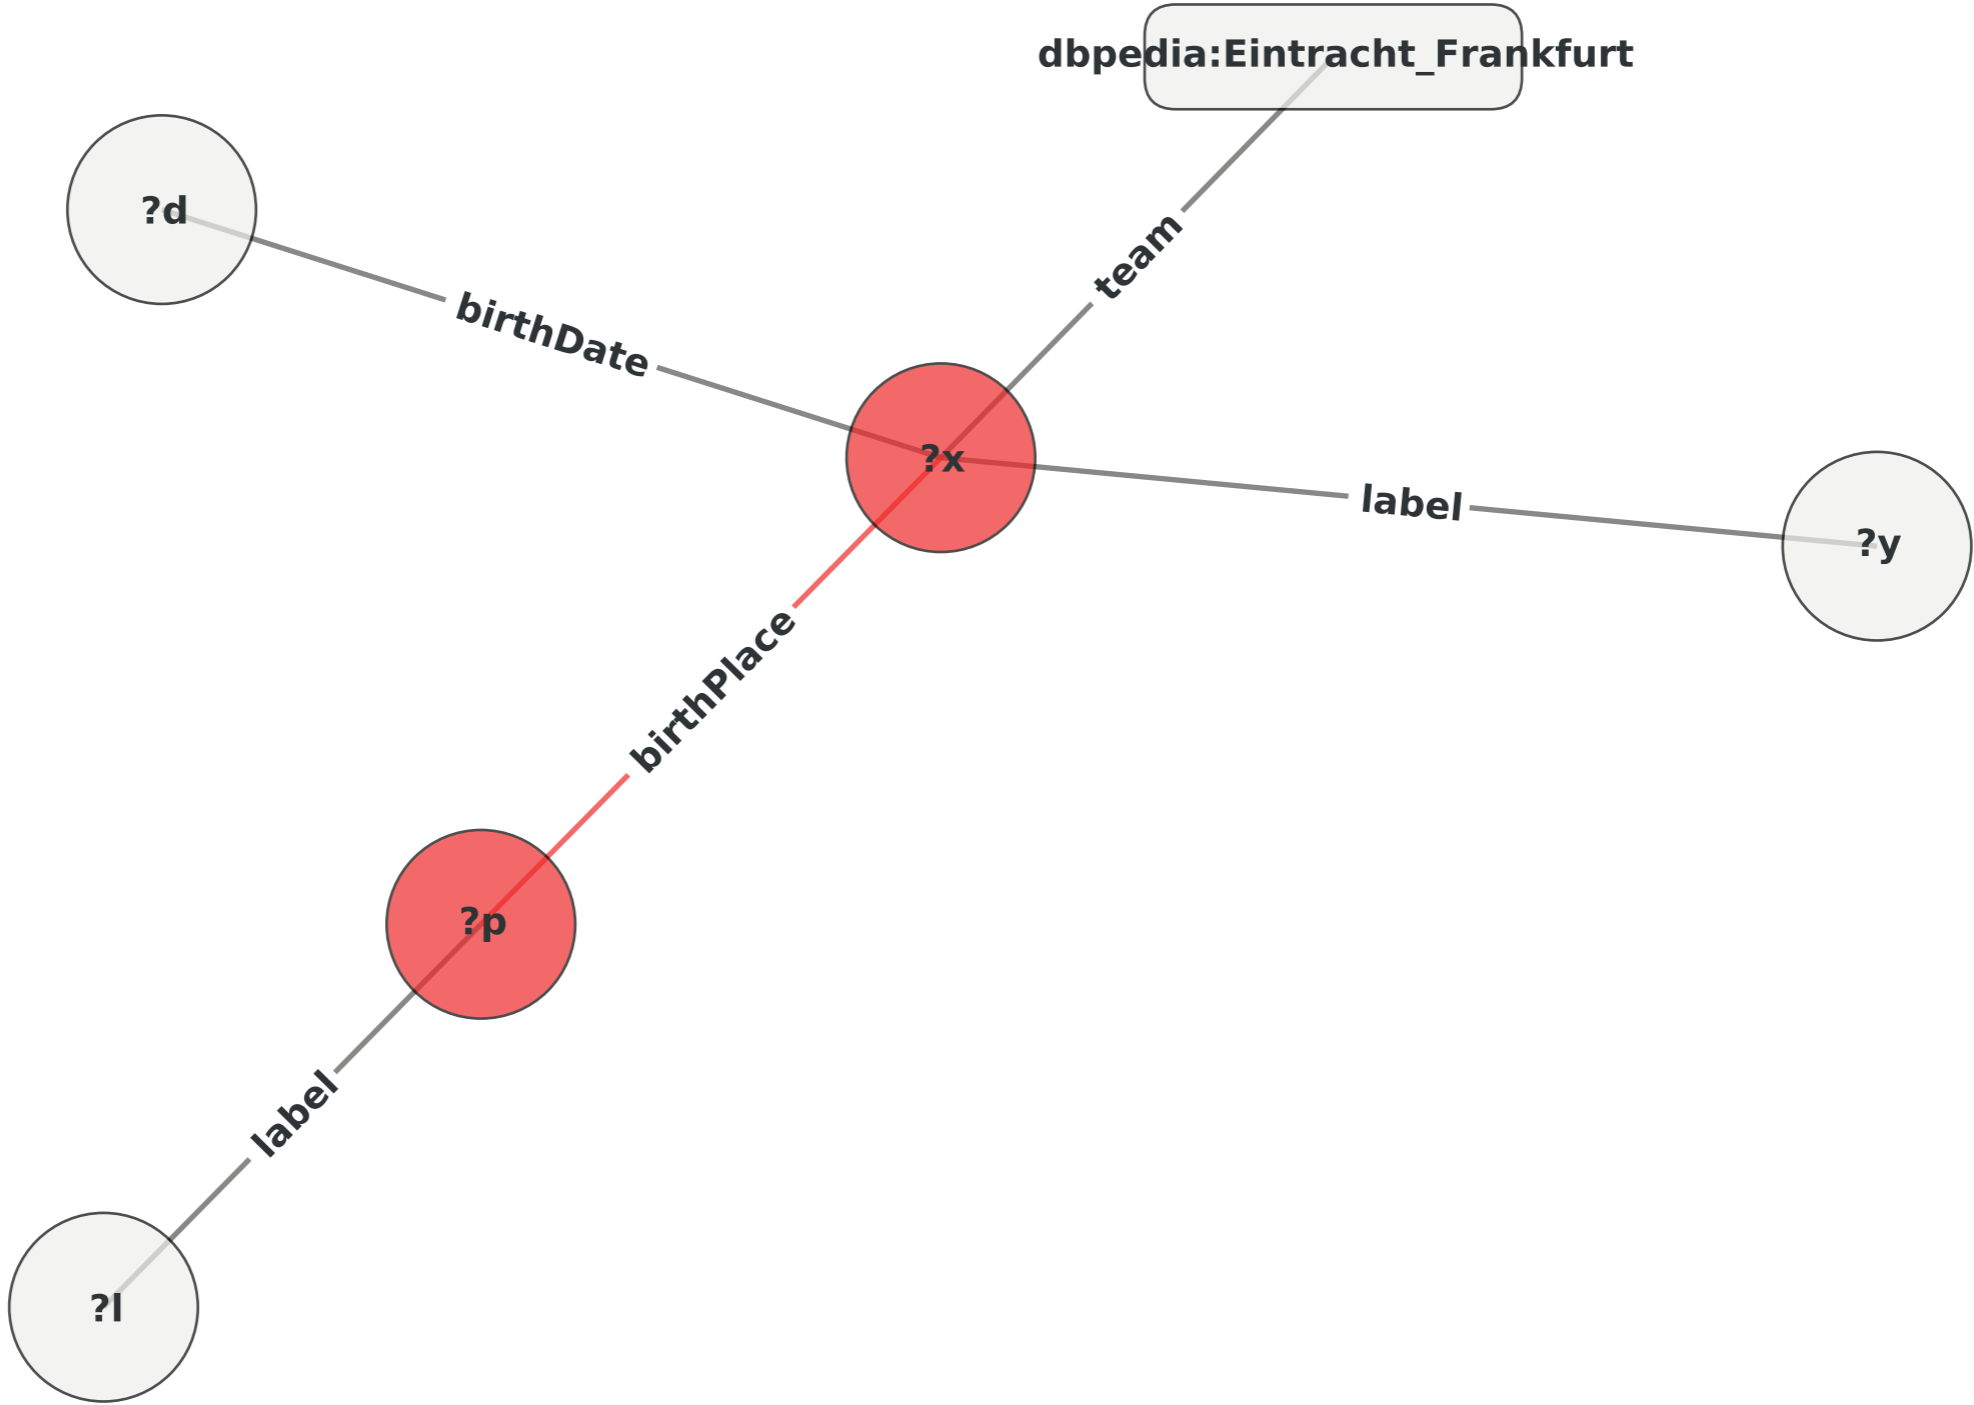 dbpedia:Eintracht_Frankfurt
?d
team
birthDate
?x
label
?y
birthPlace
?p
label
?l